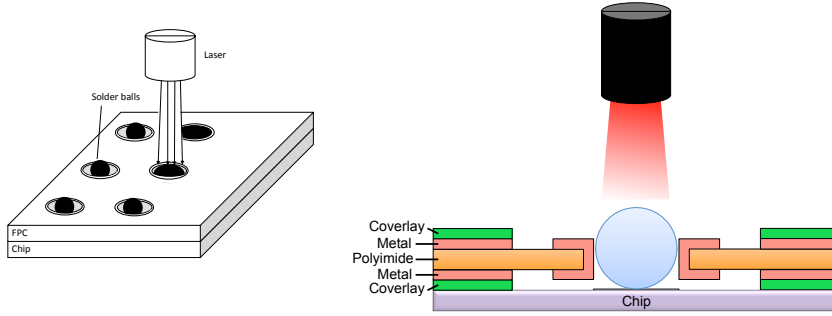 Laser
Solder balls
FPC
Chip
Coverlay
Metal
Polyimide
Metal
Coverlay
Chip